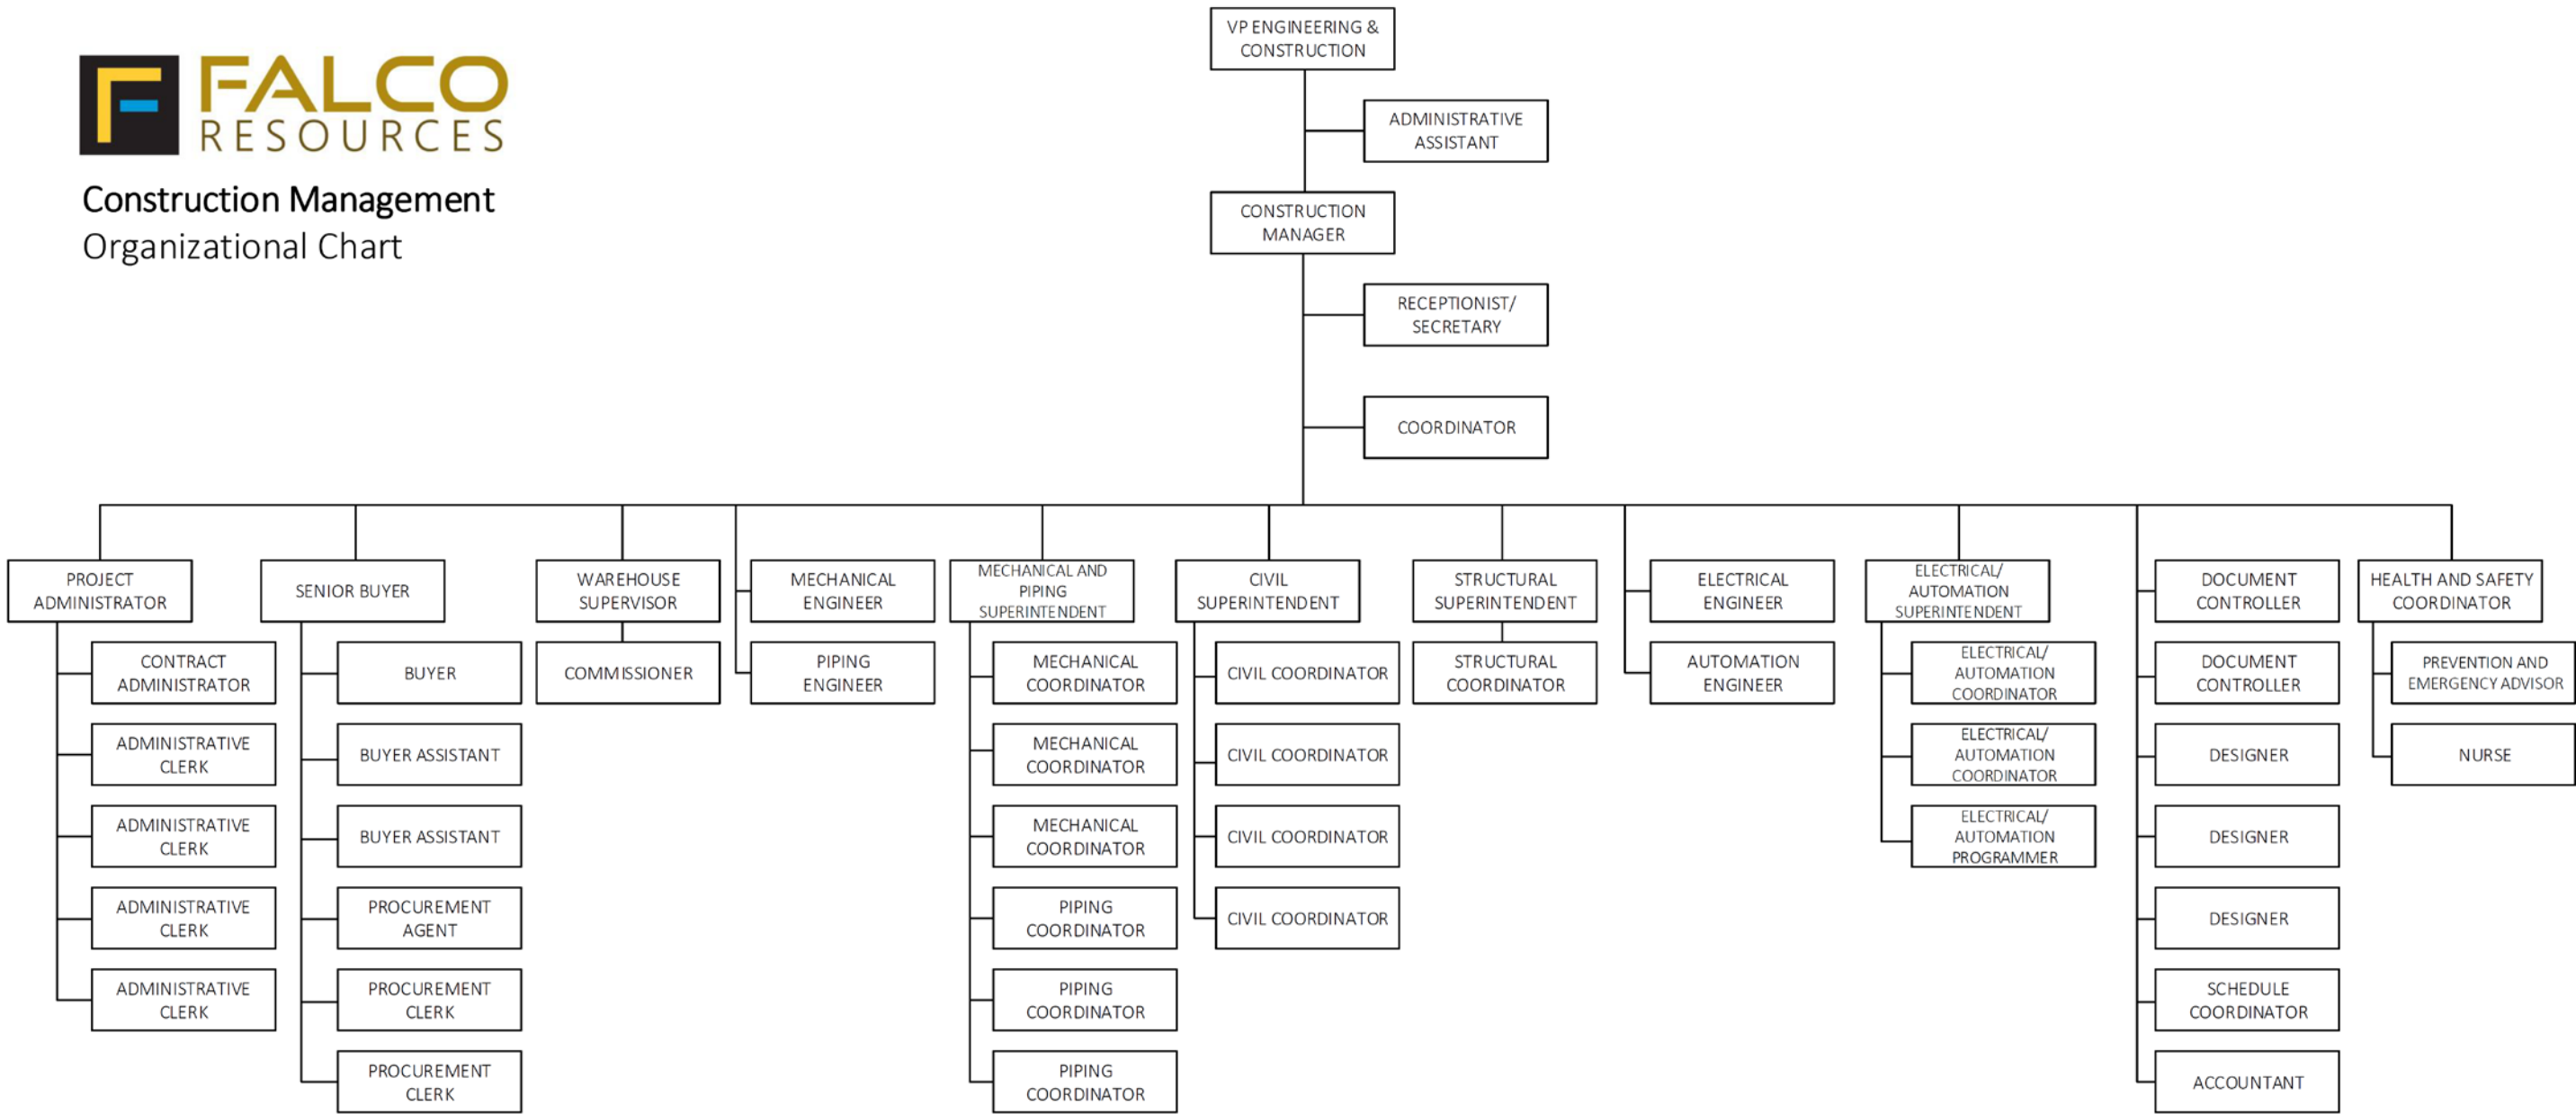 VP ENGINEERING &
CONSTRUCTION
FALCO
RESOURCES
ADMINISTRATIVE
ASSISTANT
Construction Management
Organizational Chart
CONSTRUCTION
MANAGER
RECEPTIONIST/
SECRETARY
COORDINATOR
PROJECT
ADMINISTRATOR
CONTRACT
ADMINISTRATOR
ADMINISTRATIVE
CLERK
ADMINISTRATIVE
CLERK
ADMINISTRATIVE
CLERK
ADMINISTRATIVE
CLERK
SENIOR BUYER
BUYER
BUYER ASSISTANT
BUYER ASSISTANT
PROCUREMENT
AGENT
PROCUREMENT
CLERK
PROCUREMENT
CLERK
WAREHOUSE
SUPERVISOR
COMMISSIONER
MECHANICAL
ENGINEER
PIPING
ENGINEER
MECHANICAL AND
PIPING
SUPERINTENDENT
MECHANICAL
COORDINATOR
MECHANICAL
COORDINATOR
MECHANICAL
COORDINATOR
PIPING
COORDINATOR
PIPING
COORDINATOR
PIPING
COORDINATOR
CIVIL
SUPERINTENDENT
CIVIL COORDINATOR
CIVIL COORDINATOR
CIVIL COORDINATOR
CIVIL COORDINATOR
STRUCTURAL
SUPERINTENDENT
STRUCTURAL
COORDINATOR
ELECTRICAL
ENGINEER
AUTOMATION
ENGINEER
ELECTRICAL/
AUTOMATION
SUPERINTENDENT
ELECTRICAL/
AUTOMATION
COORDINATOR
ELECTRICAL/
AUTOMATION
COORDINATOR
ELECTRICAL/
AUTOMATION
PROGRAMMER
DOCUMENT
CONTROLLER
DOCUMENT
CONTROLLER
DESIGNER
DESIGNER
DESIGNER
SCHEDULE
COORDINATOR
ACCOUNTANT
HEALTH AND SAFETY
COORDINATOR
PREVENTION AND
EMERGENCY ADVISOR
NURSE